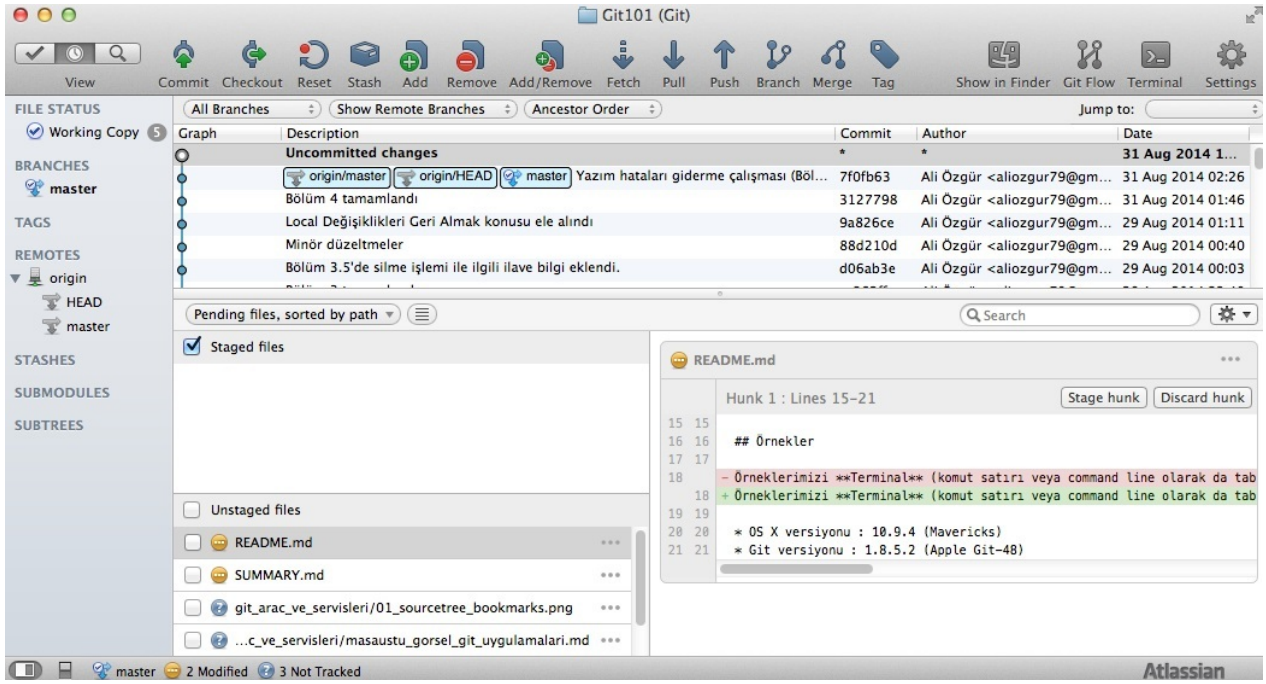 Git101 (Git)
View Commit Checkout Reset Stash Add Remove Add/Remove Fetch Pull Push Branch Merge Tag Show in Finder Git Flow Terminal Settings
FILE STATUS
Working Copy 5
BRANCHES
master
TAGS
REMOTES
origin
HEAD
master
STASHES
SUBMODULES
SUBTREES
All Branches Show Remote Branches Ancestor Order Jump to:
Graph Description Commit Author Date
Uncommitted changes * * 31 Aug 2014 1...
origin/master origin/HEAD master Yazım hataları giderme çalışması (Böl... 7f0fb63 Ali Özgür <aliozgur79@gm... 31 Aug 2014 02:26
Bölüm 4 tamamlandı 3127798 Ali Özgür <aliozgur79@gm... 31 Aug 2014 01:46
Local Değişiklikleri Geri Almak konusu ele alındı 9a826ce Ali Özgür <aliozgur79@gm... 29 Aug 2014 01:11
Minör düzeltmeler 88d210d Ali Özgür <aliozgur79@gm... 29 Aug 2014 00:40
Bölüm 3.5'de silme işlemi ile ilgili ilave bilgi eklendi. d06ab3e Ali Özgür <aliozgur79@gm... 29 Aug 2014 00:03
Pending files, sorted by path Search
Staged files
Unstaged files
README.md
SUMMARY.md
git_arac_ve_servisleri/01_sourcetree_bookmarks.png
...c_ve_servisleri/masaustu_gorsel_git_uygulamalari.md
README.md
Hunk 1 : Lines 15-21 Stage hunk Discard hunk
15 15
16 16 ## Örnekler
17 17
18 - Örneklerimizi **Terminal** (komut satırı veya command line olarak da tab
18 + Örneklerimizi **Terminal** (komut satırı veya command line olarak da tab
19 19
20 20 * OS X versiyonu : 10.9.4 (Mavericks)
21 21 * Git versiyonu : 1.8.5.2 (Apple Git-48)
master 2 Modified 3 Not Tracked Atlassian